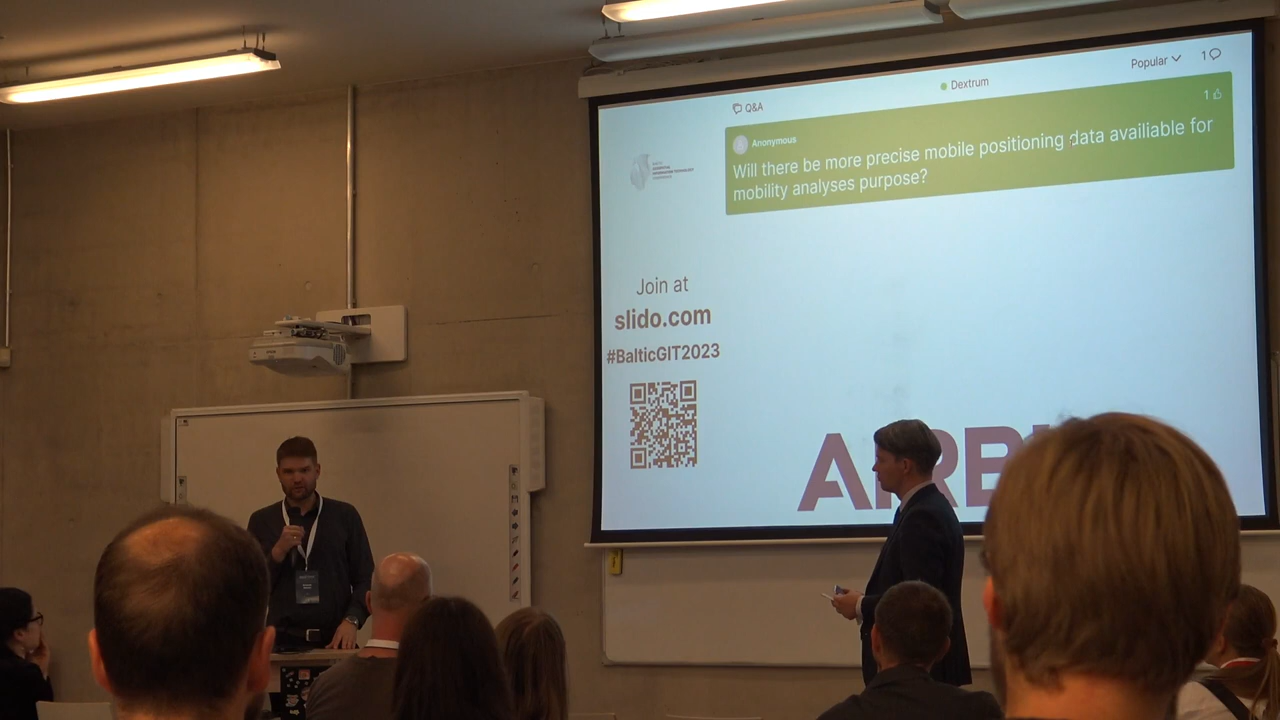 Q&A
Dextrum
Popular
1
1
Anonymous
Will there be more precise mobile positioning data availiable for
mobility analyses purpose?
Join at
slido.com
#BalticGIT2023